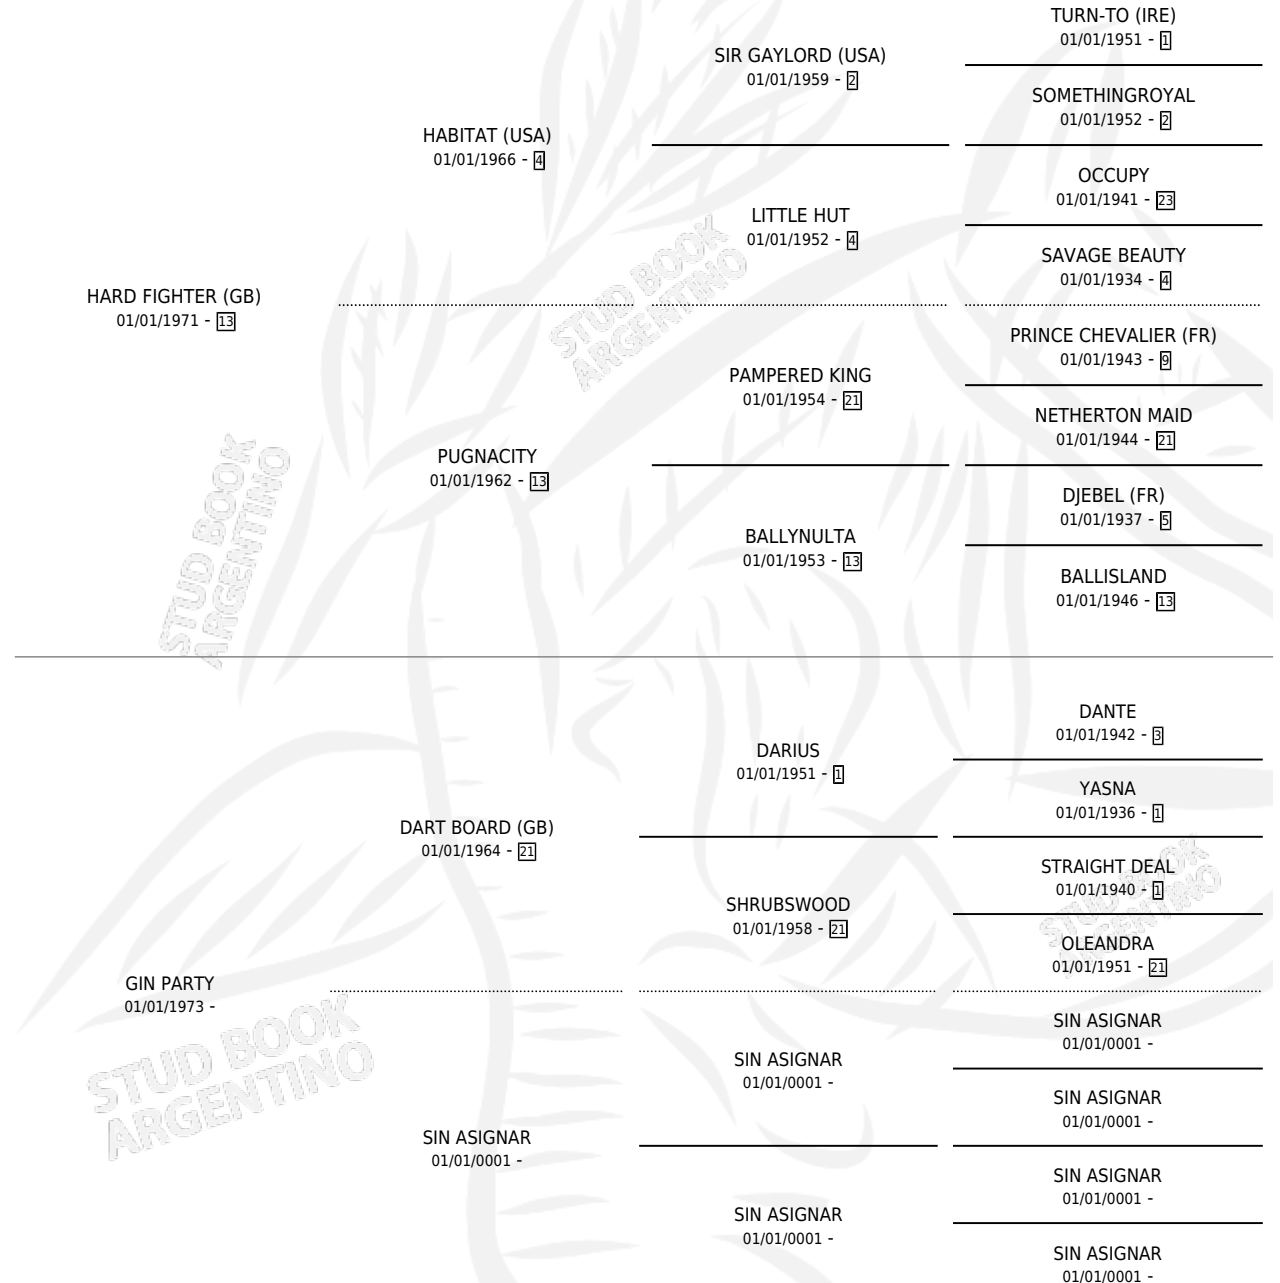 TURN-TO (IRE)
01/01/1951 - 1
SIR GAYLORD (USA)
01/01/1959 - 2
SOMETHINGROYAL
01/01/1952 - 2
HABITAT (USA)
01/01/1966 - 4
OCCUPY
01/01/1941 - 23
LITTLE HUT
01/01/1952 - 4
SAVAGE BEAUTY
01/01/1934 - 4
HARD FIGHTER (GB)
01/01/1971 - 13
PRINCE CHEVALIER (FR)
01/01/1943 - 9
PAMPERED KING
01/01/1954 - 21
NETHERTON MAID
01/01/1944 - 21
PUGNACITY
01/01/1962 - 13
DJEBEL (FR)
01/01/1937 - 5
BALLYNULTA
01/01/1953 - 13
BALLISLAND
01/01/1946 - 13
DANTE
01/01/1942 - 3
DARIUS
01/01/1951 - 1
YASNA
01/01/1936 - 1
DART BOARD (GB)
01/01/1964 - 21
STRAIGHT DEAL
01/01/1940 - 1
SHRUBSWOOD
01/01/1958 - 21
OLEANDRA
01/01/1951 - 21
GIN PARTY
01/01/1973 -
SIN ASIGNAR
01/01/0001 -
SIN ASIGNAR
01/01/0001 -
SIN ASIGNAR
01/01/0001 -
SIN ASIGNAR
01/01/0001 -
SIN ASIGNAR
01/01/0001 -
SIN ASIGNAR
01/01/0001 -
SIN ASIGNAR
01/01/0001 -
STUD BOOK
ARGENTINO
STUD BOOK
ARGENTINO
STUD BOOK
ARGENTINO
STUD BOOK
ARGENTINO